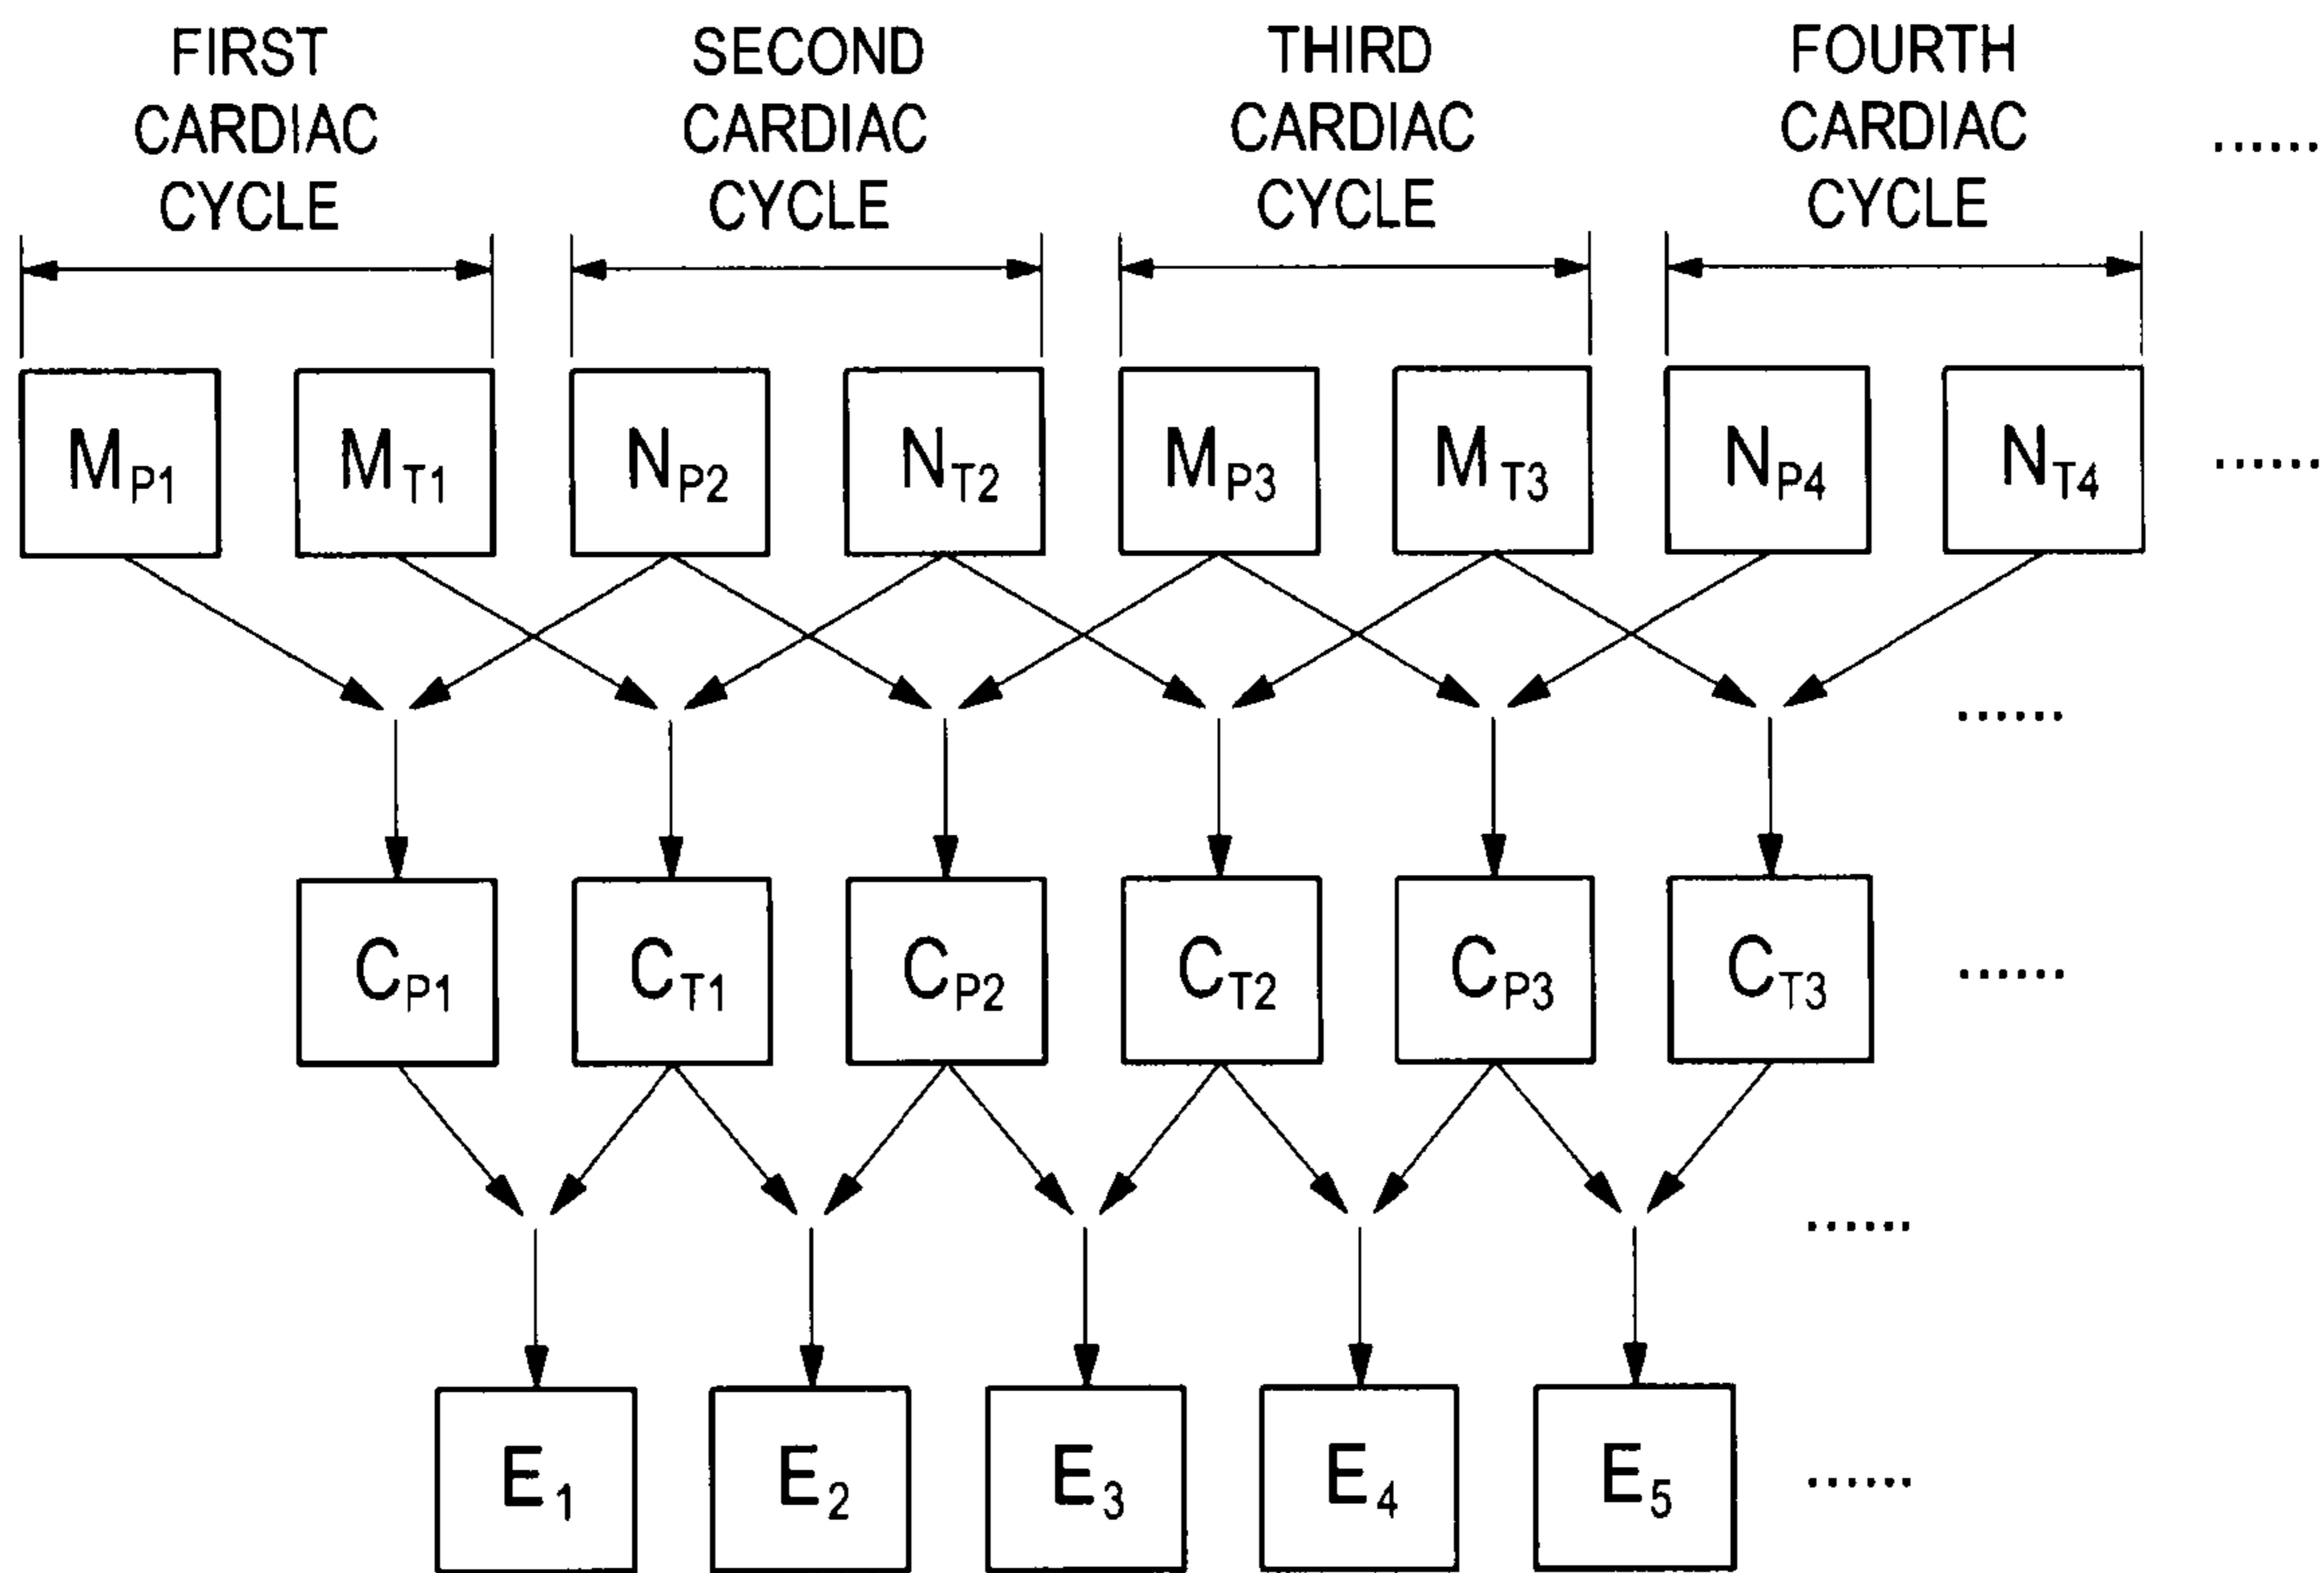 FIRST
CARDIAC
CYCLE
SECOND
CARDIAC
CYCLE
THIRD
CARDIAC
CYCLE
FOURTH
CARDIAC
CYCLE
......
MP1 MT1 NP2 NT2 MP3 MT3 NP4 NT4 ......
......
CP1 CT1 CP2 CT2 CP3 CT3 ......
......
E1 E2 E3 E4 E5 ......